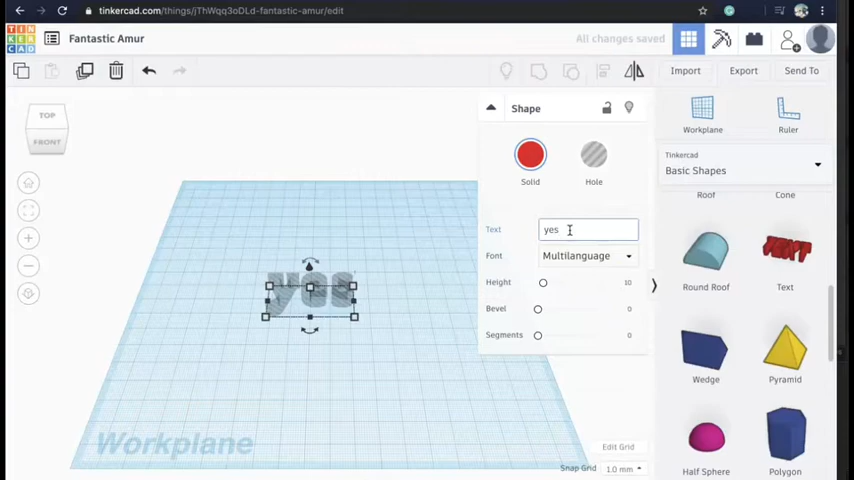 tinkercad.com/things/jThWqq3oDLd-fantastic-amur/edit
TIN
KER
CAD
Fantastic Amur
All changes saved
Import
Export
Send To
TOP
FRONT
Shape
Solid
Hole
Text
yes
Font
Multilanguage
Height
10
Bevel
0
Segments
0
yes
Workplane
Edit Grid
Snap Grid
1.0 mm
Workplane
Ruler
Tinkercad
Basic Shapes
Roof
Cone
Round Roof
TEXT
Text
Wedge
Pyramid
Half Sphere
Polygon